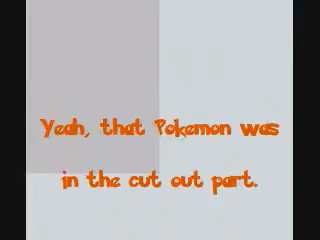 Yeah, that Pokemon was
in the cut out part.